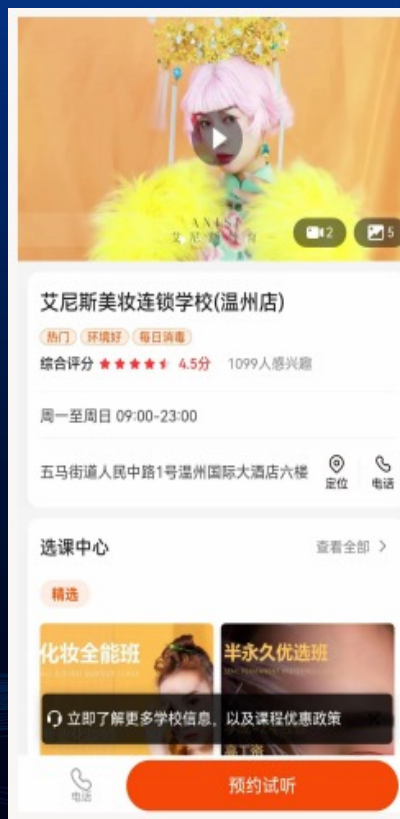 2
5
艾尼斯美妆连锁学校(温州店)
热门 环境好 每日消毒
综合评分 4.5分 1099人感兴趣
周一至周日 09:00-23:00
五马街道人民中路1号温州国际大酒店六楼
定位 电话
选课中心 查看全部
精选
化妆全能班
半永久优选班
立即了解更多学校信息，以及课程优惠政策
电话
预约试听